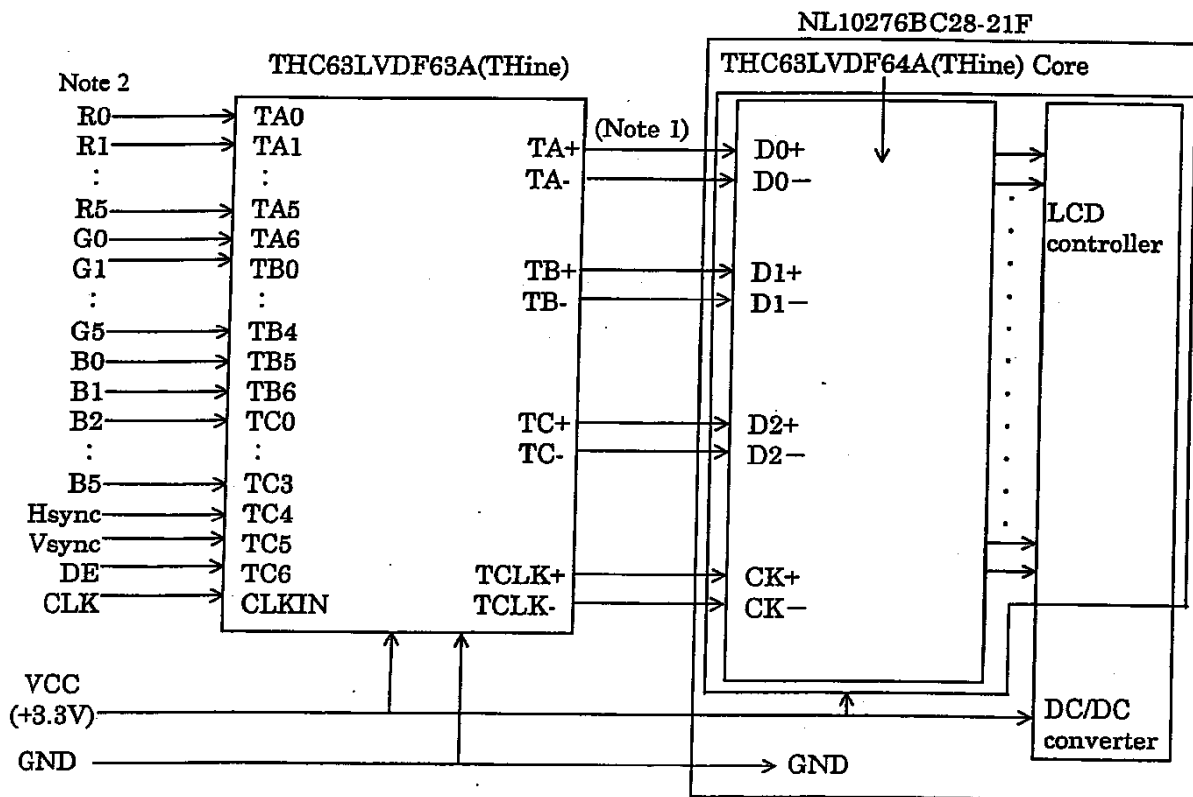 NL10276BC28-21F
THC63LVDF63A(THine)
THC63LVDF64A(THine) Core
Note 2
R0
R1
:
R5
G0
G1
:
G5
B0
B1
B2
:
B5
Hsync
Vsync
DE
CLK
TA0
TA1
:
TA5
TA6
TB0
:
TB4
TB5
TB6
TC0
:
TC3
TC4
TC5
TC6
CLKIN
(Note 1)
TA+
TA-
TB+
TB-
TC+
TC-
TCLK+
TCLK-
D0+
D0−
D1+
D1−
D2+
D2−
CK+
CK−
LCD
controller
VCC
(+3.3V)
DC/DC
converter
GND
GND